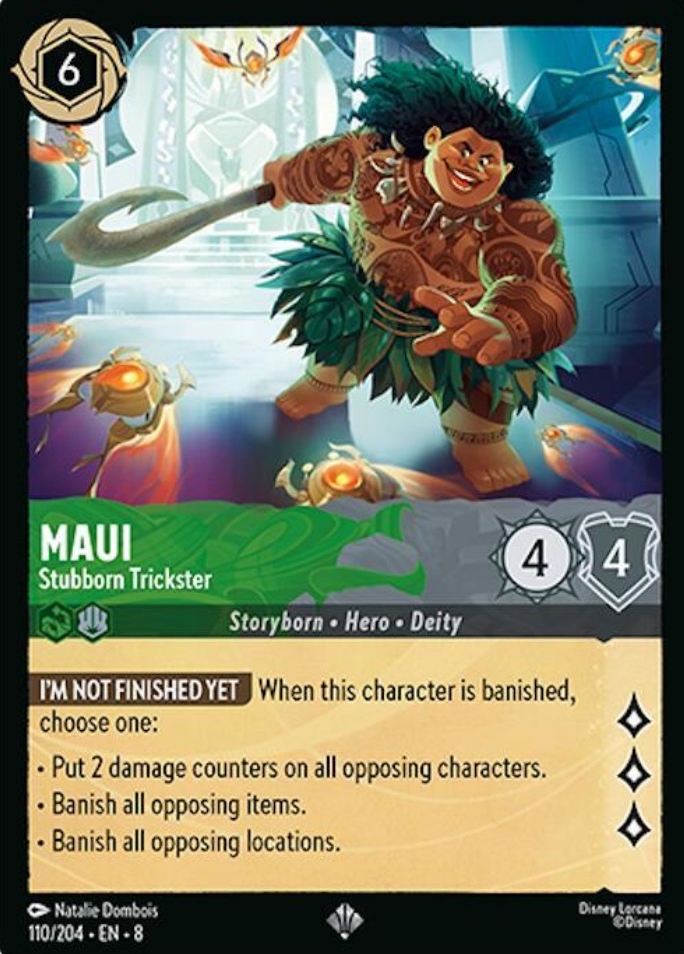 6
MAUI
Stubborn Trickster
4 4
Storyborn • Hero • Deity
I'M NOT FINISHED YET When this character is banished,
choose one:
• Put 2 damage counters on all opposing characters.
• Banish all opposing items.
• Banish all opposing locations.
Natalie Dombois
110/204 • EN • 8
Disney Lorcana
©Disney